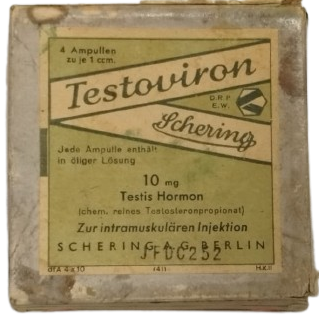 4 Ampullen
zu je 1 ccm.
Testoviron
D.R.P.
E.W.
Schering
Jede Ampulle enthält
in öliger Lösung
10 mg
Testis Hormon
(chem. reines Testosteronpropionat)
Zur intramuskulären Injektion
SCHERING A.G. BERLIN
JFDC252